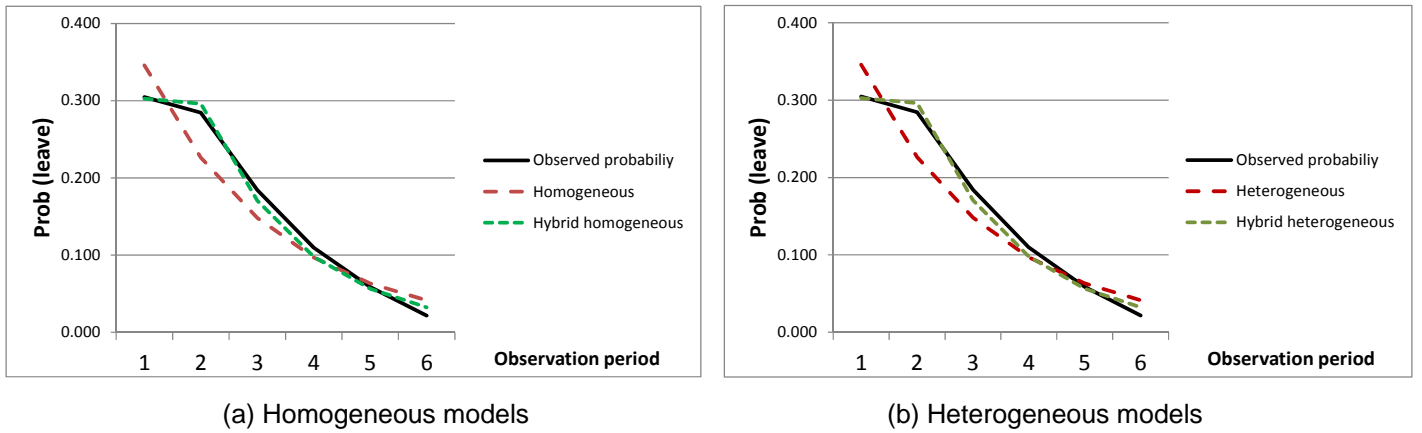 0.400
0.300
0.200
0.100
0.000
Prob (leave)
1 2 3 4 5 6
Observation period
Observed probabiliy
Homogeneous
Hybrid homogeneous
(a) Homogeneous models
0.400
0.300
0.200
0.100
0.000
Prob (leave)
1 2 3 4 5 6
Observation period
Observed probabiliy
Heterogeneous
Hybrid heterogeneous
(b) Heterogeneous models